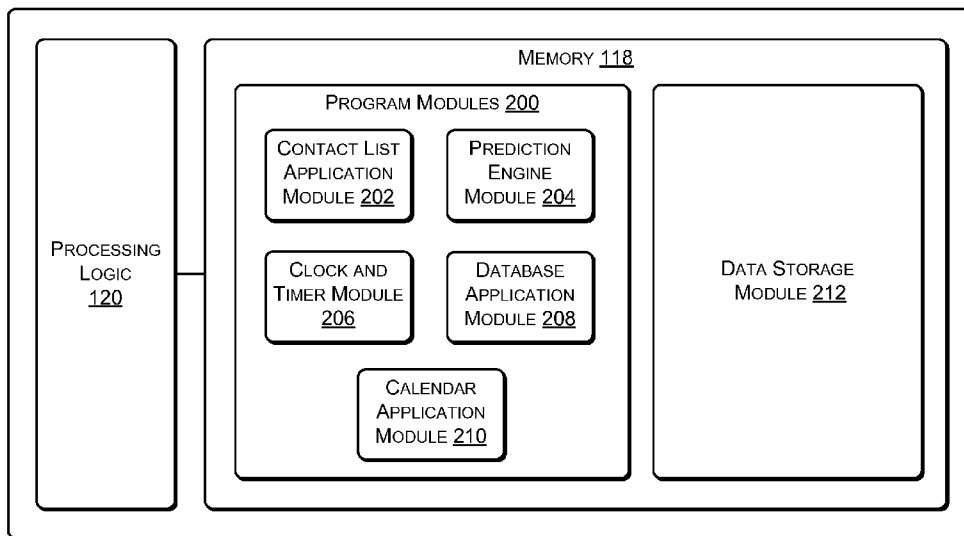 MEMORY 118
PROGRAM MODULES 200
CONTACT LIST
APPLICATION
MODULE 202
PREDICTION
ENGINE
MODULE 204
PROCESSING
LOGIC
120
CLOCK AND
TIMER MODULE
206
DATABASE
APPLICATION
MODULE 208
DATA STORAGE
MODULE 212
CALENDAR
APPLICATION
MODULE 210